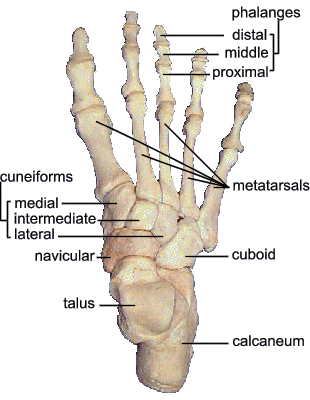 phalanges
distal
middle
proximal
metatarsals
cuneiforms
medial
intermediate
lateral
navicular
cuboid
talus
calcaneum